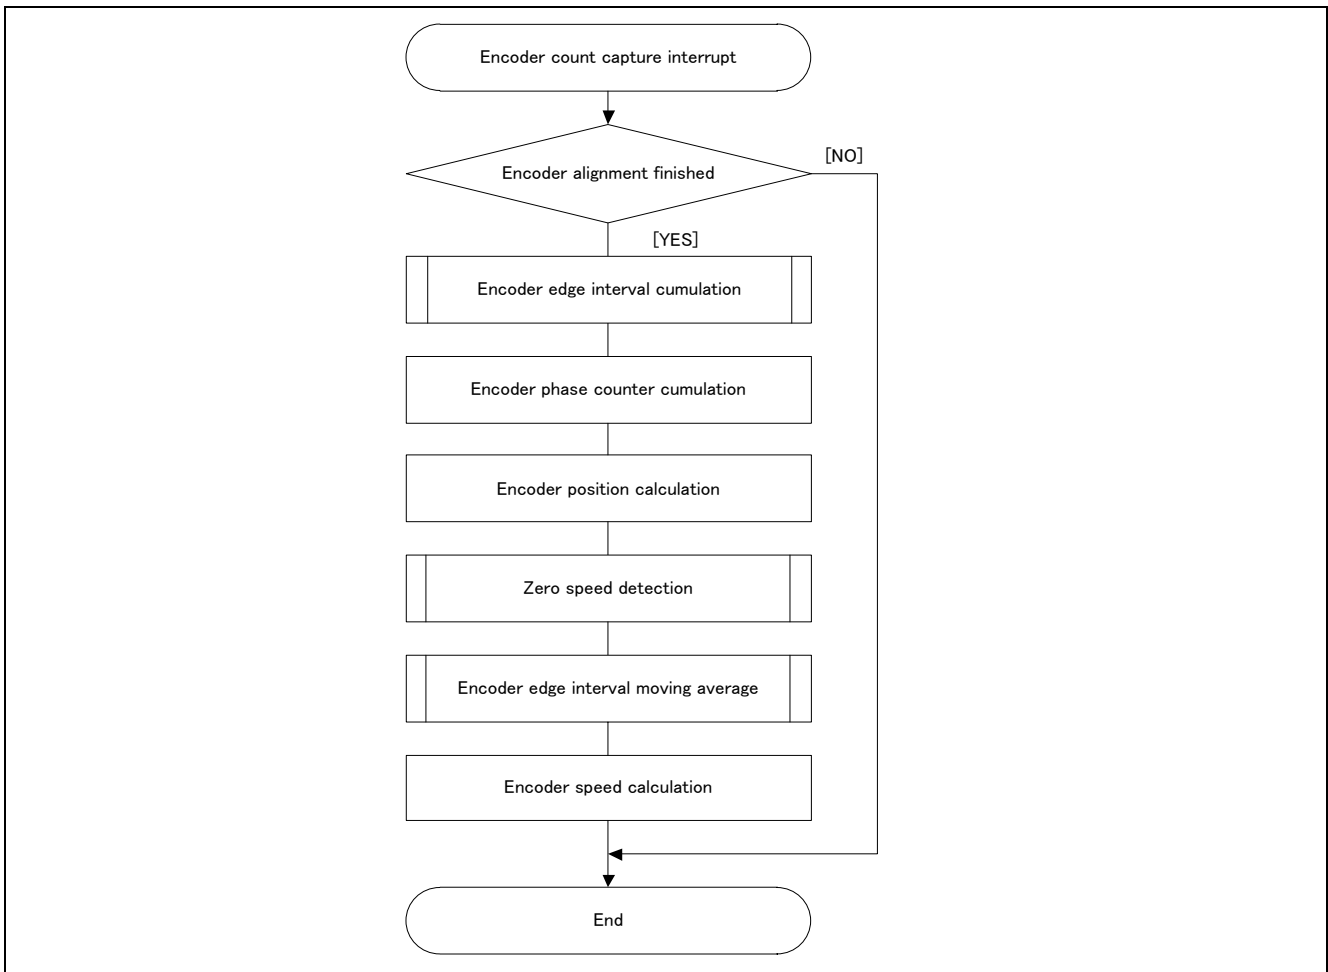 Encoder count capture interrupt
Encoder alignment finished
[NO]
[YES]
Encoder edge interval cumulation
Encoder phase counter cumulation
Encoder position calculation
Zero speed detection
Encoder edge interval moving average
Encoder speed calculation
End